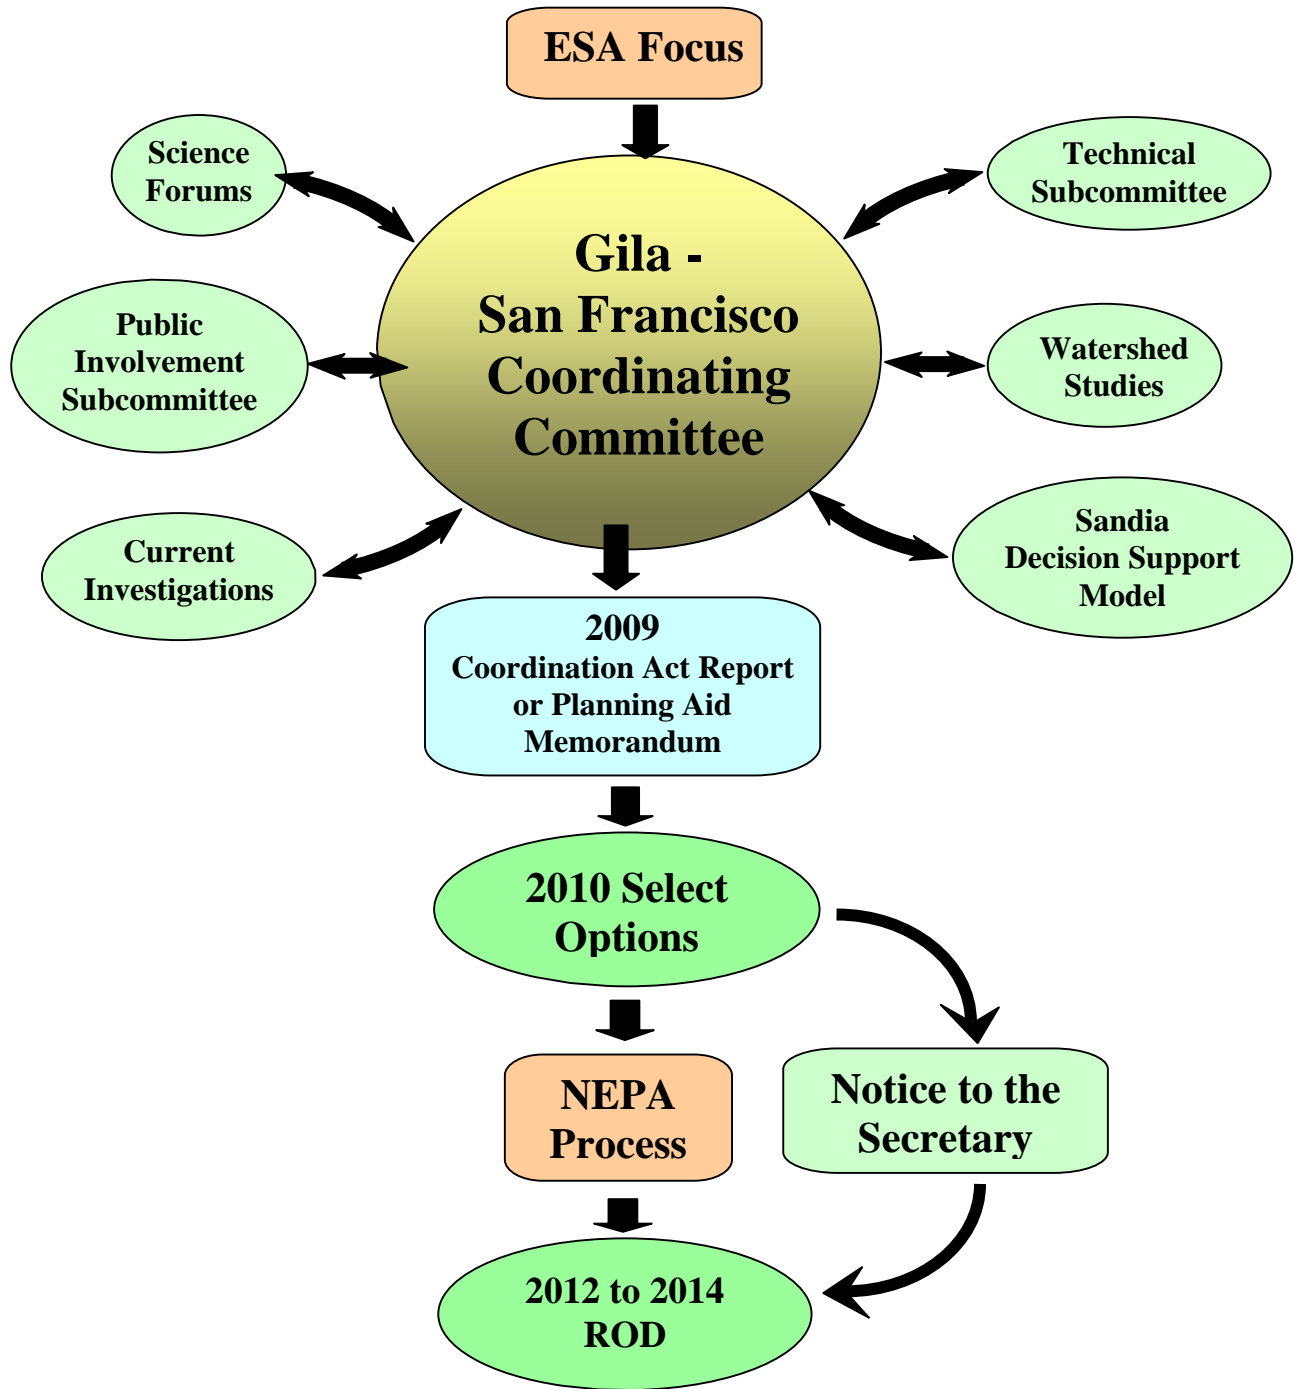 ESA Focus
Science
Forums
Technical
Subcommittee
Gila -
San Francisco
Coordinating
Committee
Public
Involvement
Subcommittee
Watershed
Studies
Current
Investigations
Sandia
Decision Support
Model
2009
Coordination Act Report
or Planning Aid
Memorandum
2010 Select
Options
NEPA
Process
Notice to the
Secretary
2012 to 2014
ROD